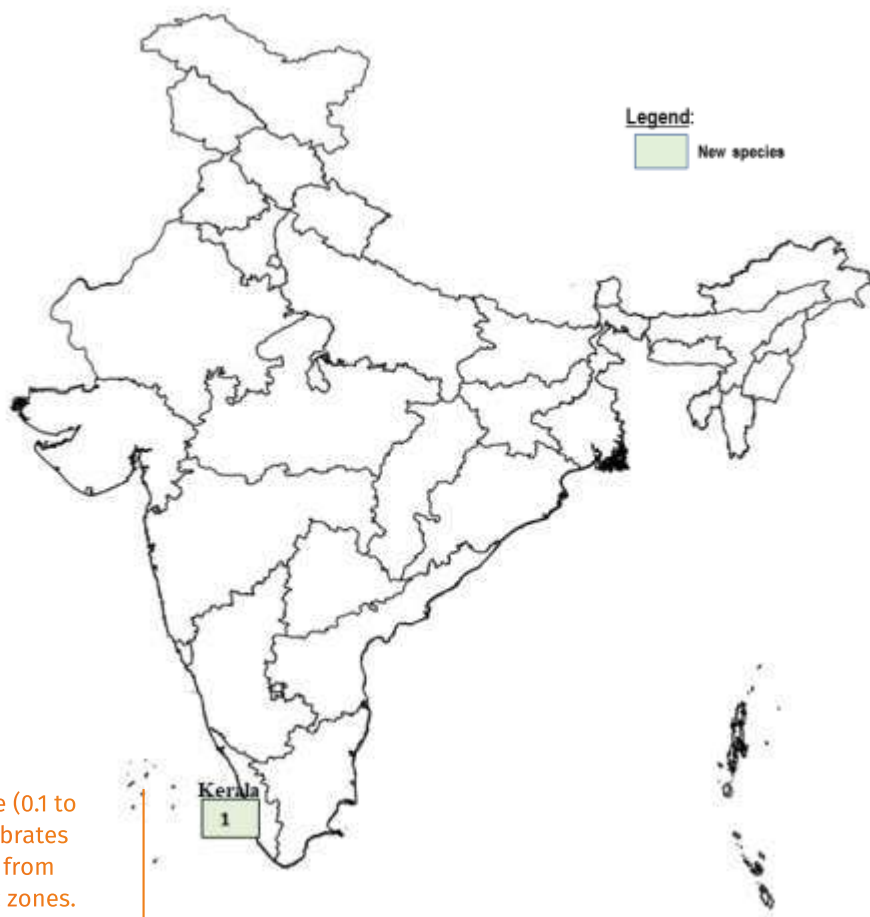 Legend:
New species
Kerala
1
e (0.1 to
brates
from
zones.